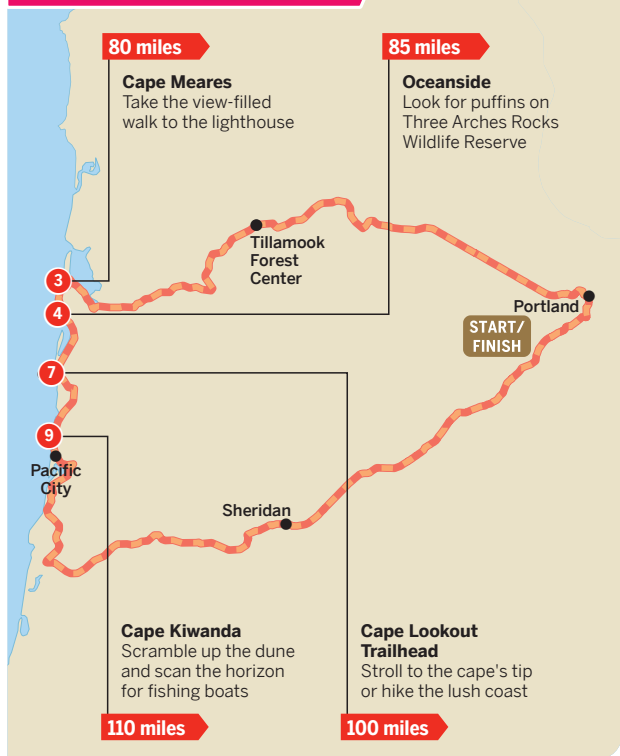 80 miles
Cape Meares
Take the view-filled
walk to the lighthouse
85 miles
Oceanside
Look for puffins on
Three Arches Rocks
Wildlife Reserve
Tillamook
Forest
Center
3
4
Portland
START/
FINISH
7
9
Pacific
City
Sheridan
Cape Kiwanda
Scramble up the dune
and scan the horizon
for fishing boats
110 miles
Cape Lookout
Trailhead
Stroll to the cape's tip
or hike the lush coast
100 miles